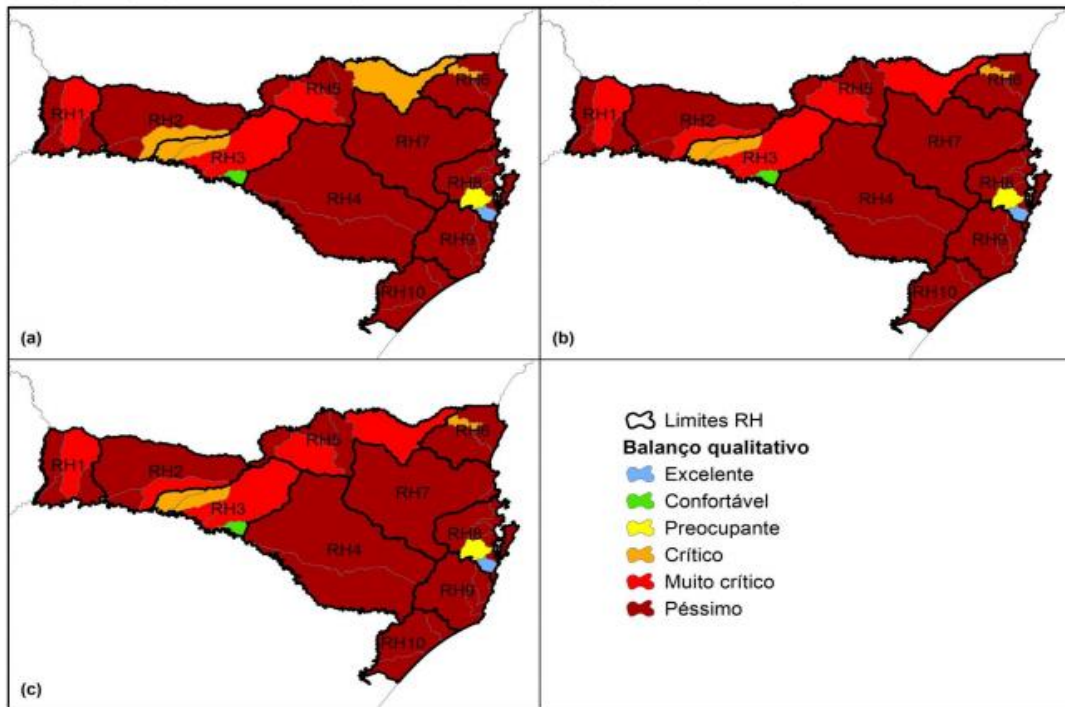 RH1
RH2
RH3
RH4
RH5
RH6
RH7
RH8
RH9
RH10
(a)
RH1
RH2
RH3
RH4
RH5
RH6
RH7
RH8
RH9
RH10
(b)
RH1
RH2
RH3
RH4
RH5
RH6
RH7
RH8
RH9
RH10
(c)
Limites RH
Balanço qualitativo
Excelente
Confortável
Preocupante
Crítico
Muito crítico
Péssimo